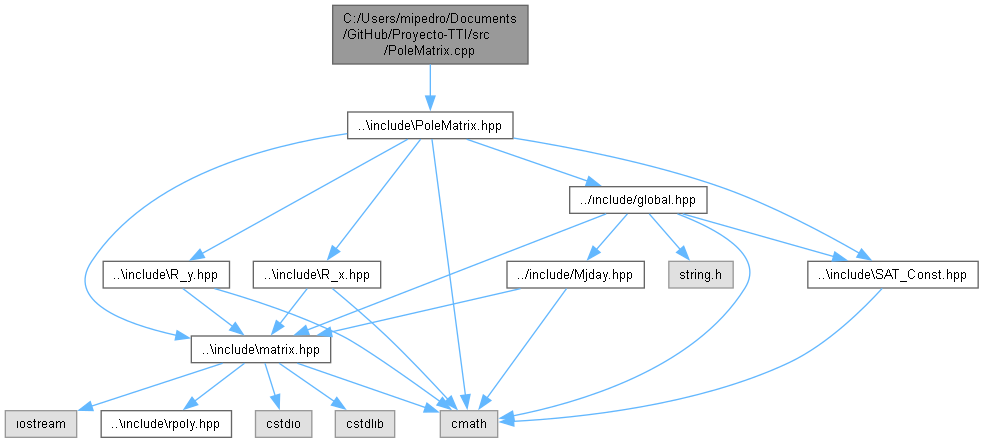 C:/Users/mipedro/Documents
/GitHub/Proyecto-TTI/src
/PoleMatrix.cpp
..\include\PoleMatrix.hpp
../include/global.hpp
..\include\R_y.hpp
..\include\R_x.hpp
../include/Mjday.hpp
string.h
..\include\SAT_Const.hpp
..\include\matrix.hpp
iostream
..\include\rpoly.hpp
cstdio
cstdlib
cmath